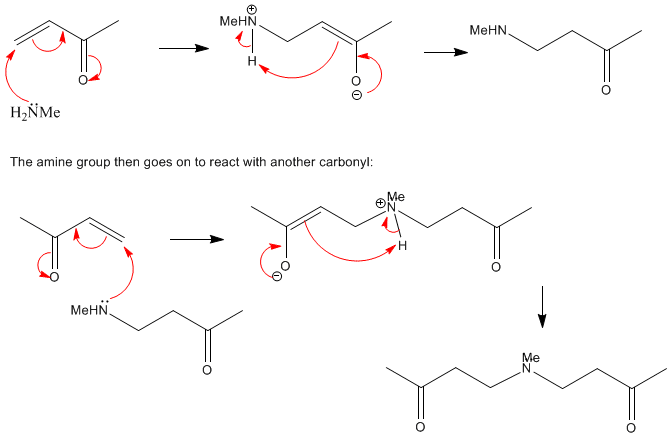 MeHN ⊕
H
O
⊖
O
H₂N̈Me
MeHN
O
The amine group then goes on to react with another carbonyl:
O
MeHN̈
O
Me
⊕ N
H
O
⊖
O
Me
N
O
O